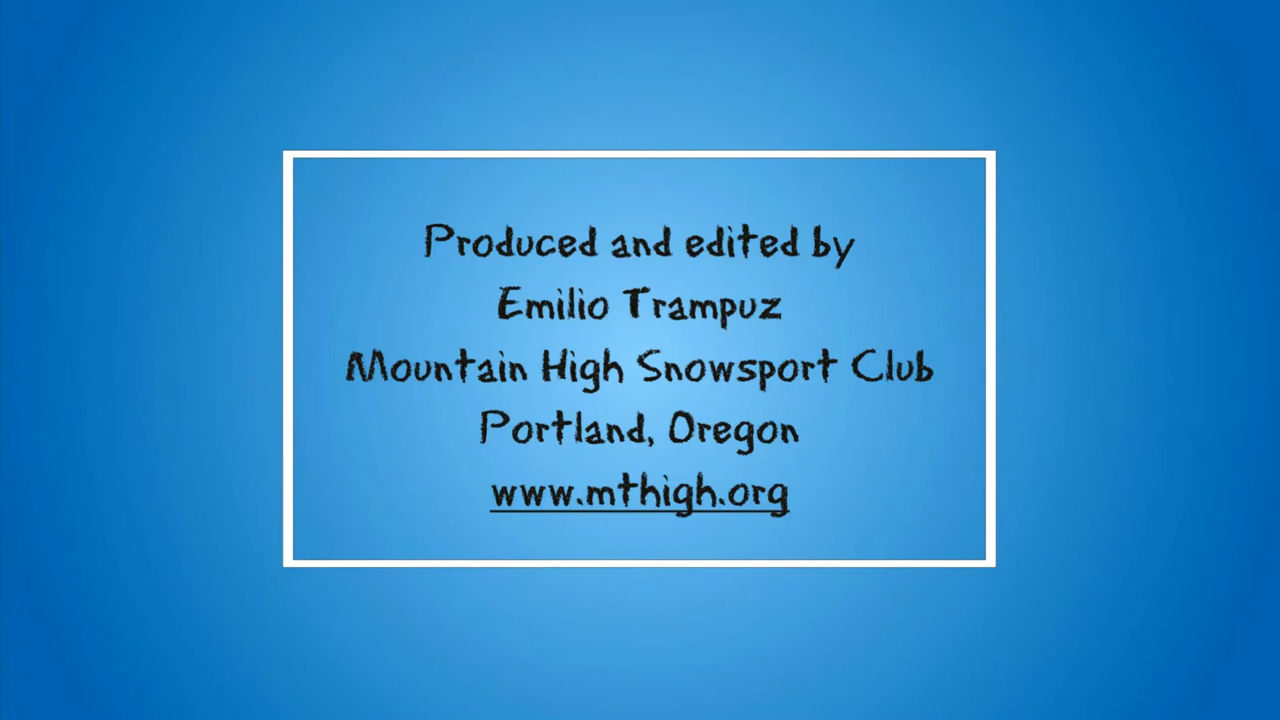 Produced and edited by
Emilio Trampuz
Mountain High Snowsport Club
Portland, Oregon
www.mthigh.org